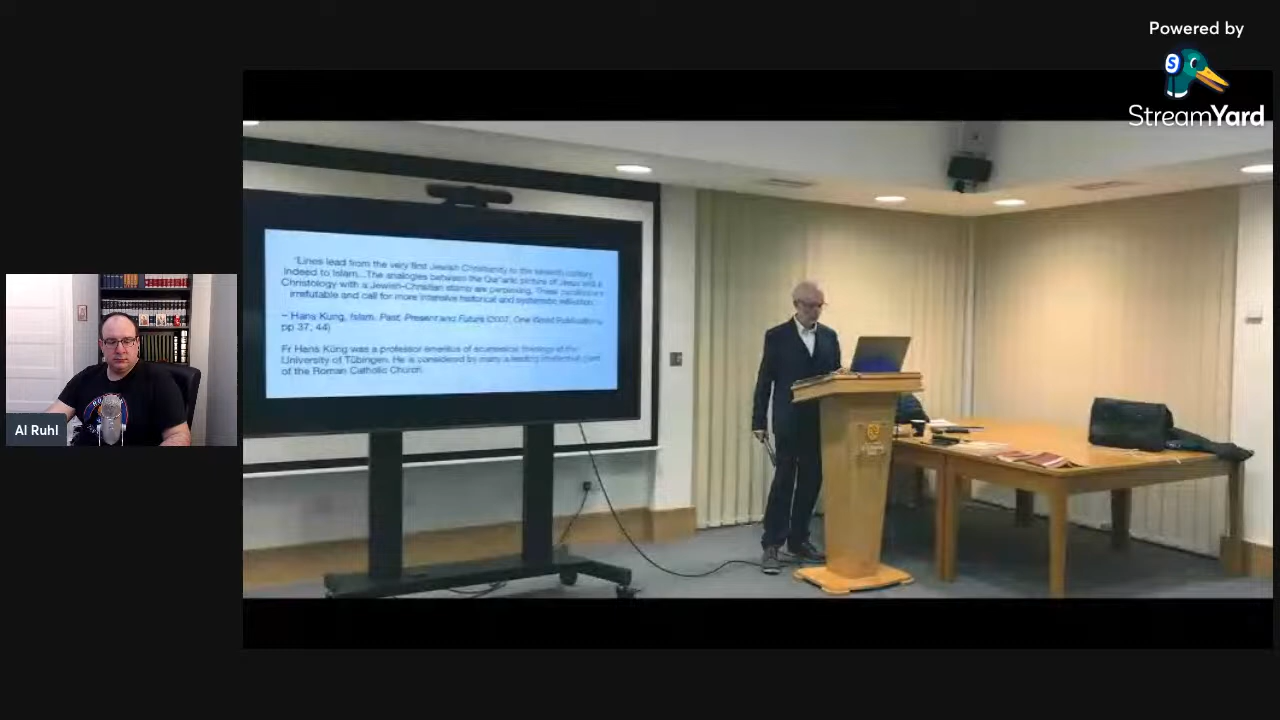 Powered by
StreamYard
"Lines lead from the very first Jewish Christianity to the seventh century,
indeed to Islam...The analogies between the Qur'anic picture of Jesus and a
Christology with a Jewish-Christian stamp are perplexing. These parallels are
irrefutable and call for more intensive historical and systematic reflection.
– Hans Kung, Islam, Past, Present and Future (2007, One World Publications,
pp 37, 44)
Fr Hans Küng was a professor emeritus of ecumenical theology at the
University of Tübingen. He is considered by many a leading intellectual giant
of the Roman Catholic Church.
Al Ruhl